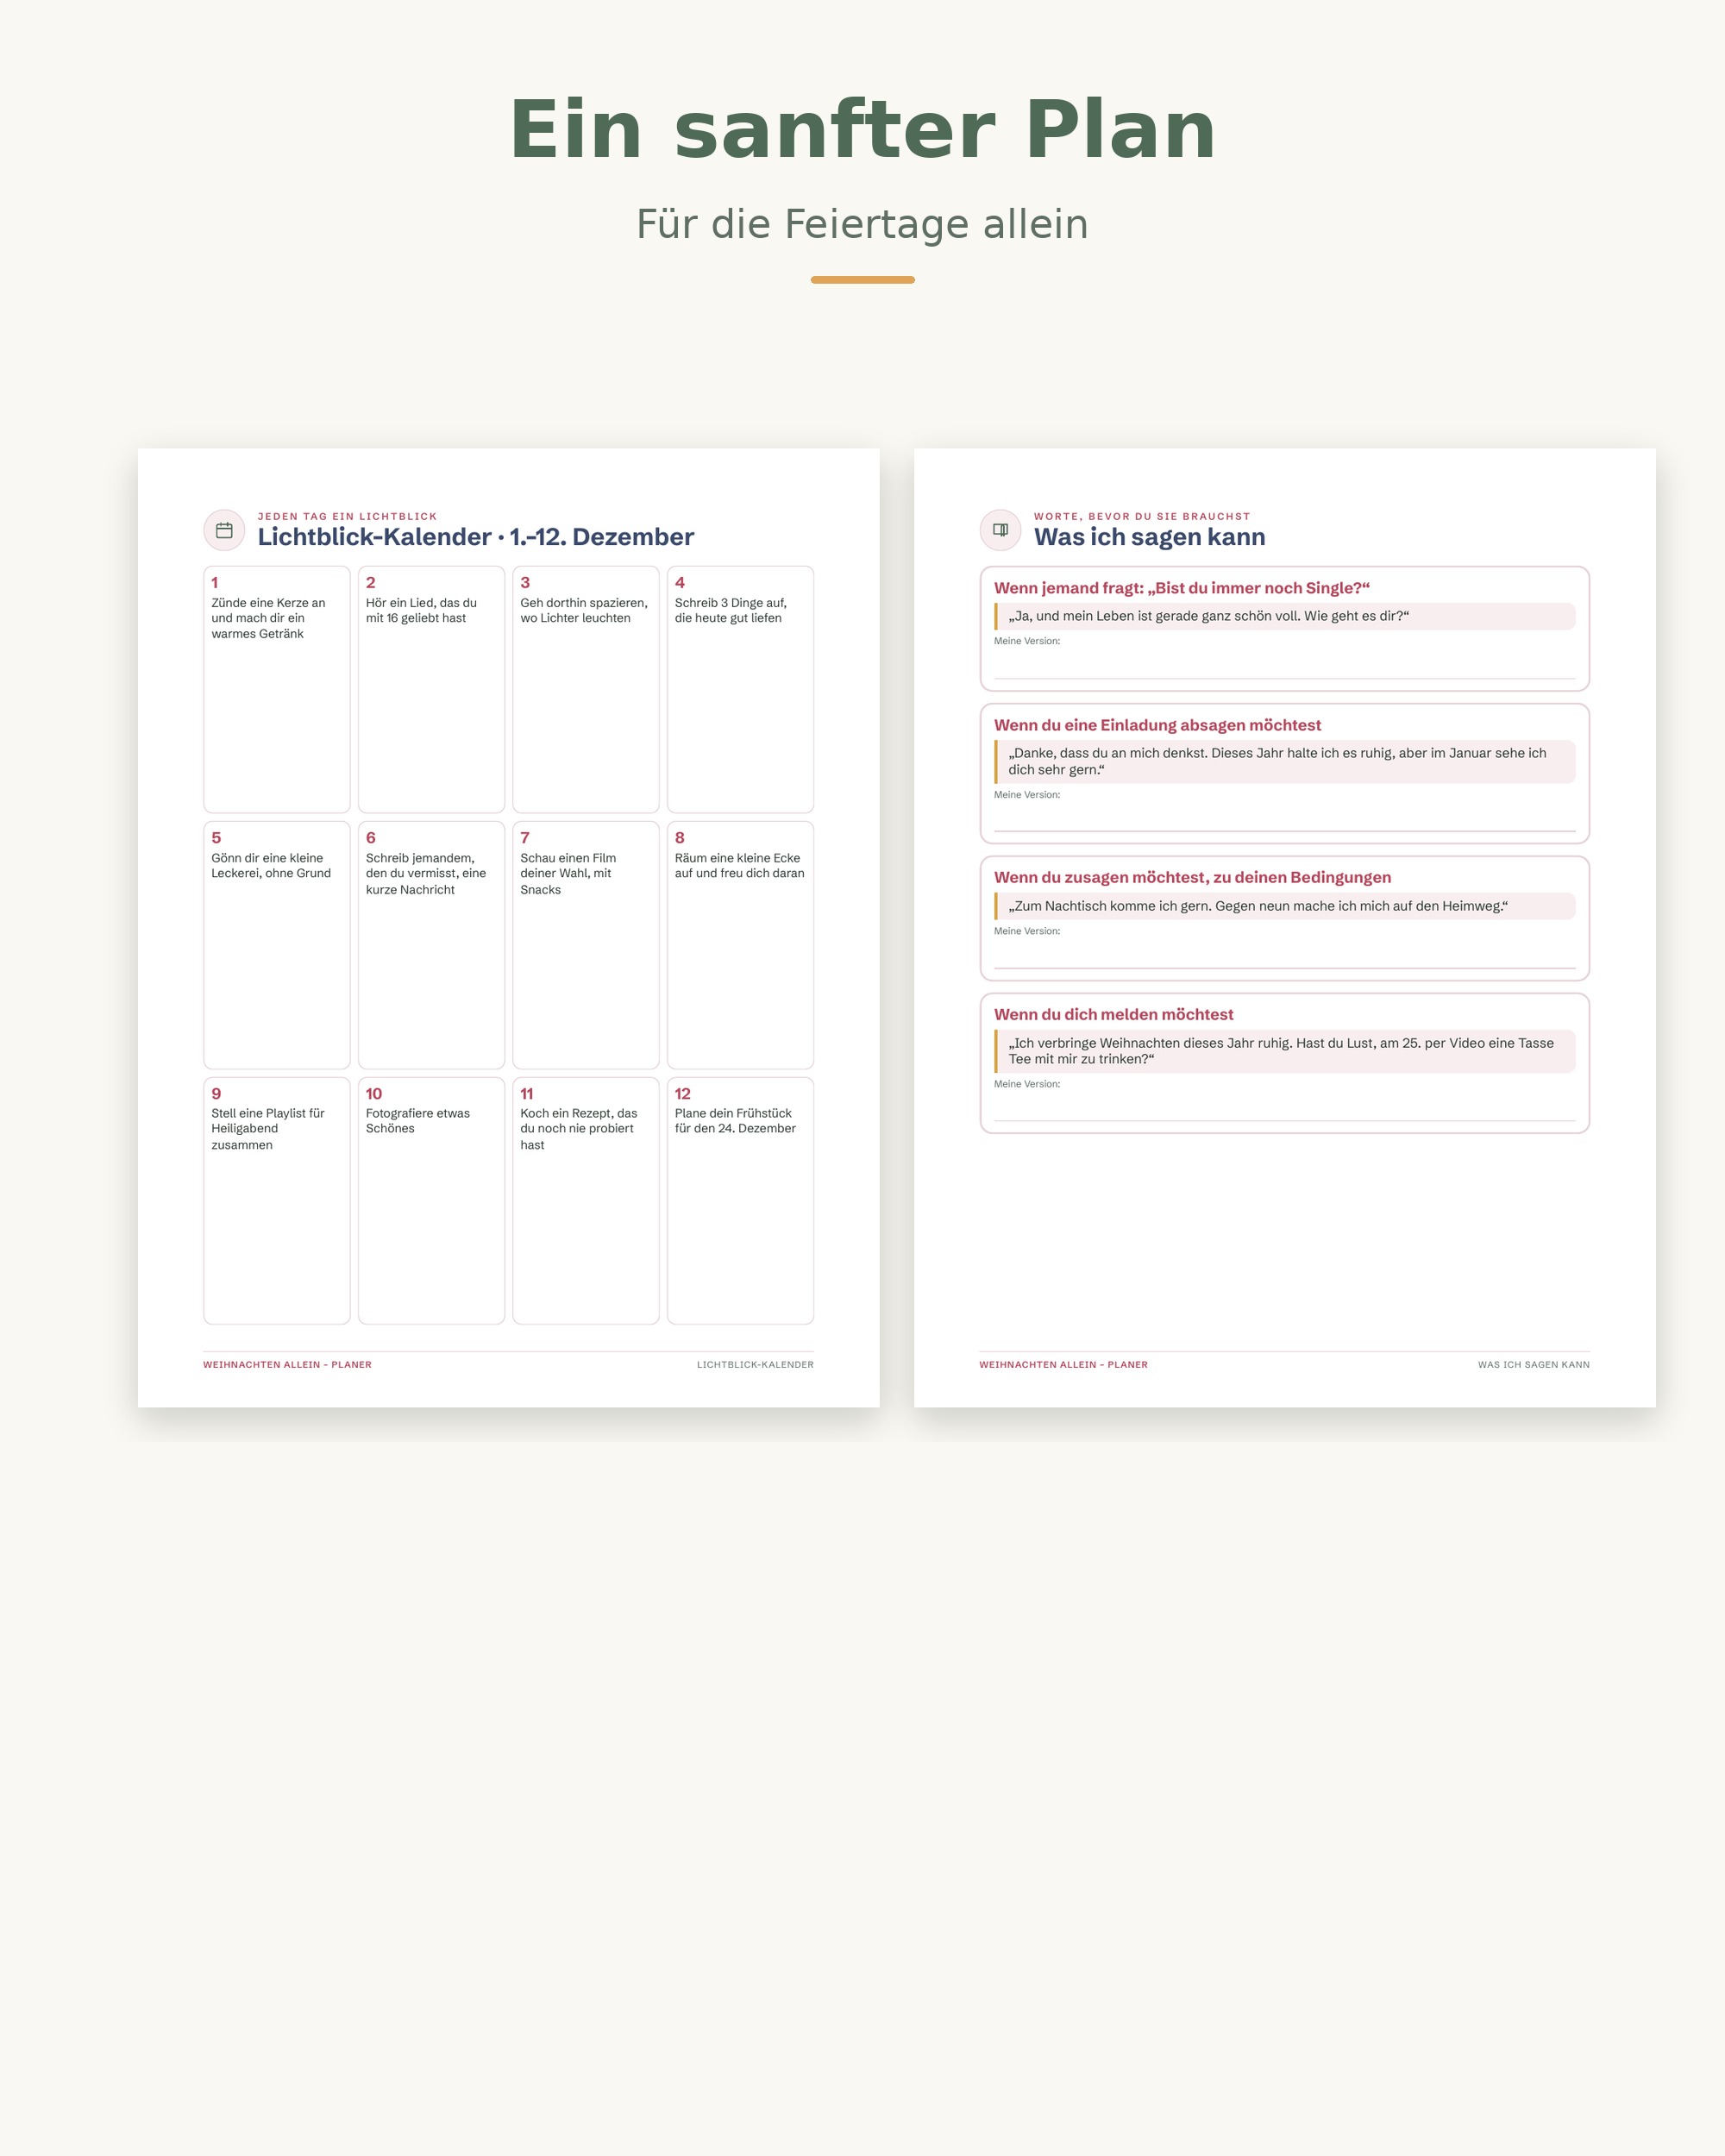 Ein sanfter Plan
Für die Feiertage allein
JEDEN TAG EIN LICHTBLICK
Lichtblick-Kalender · 1.–12. Dezember
1
Zünde eine Kerze an
und mach dir ein
warmes Getränk
2
Hör ein Lied, das du
mit 16 geliebt hast
3
Geh dorthin spazieren,
wo Lichter leuchten
4
Schreib 3 Dinge auf,
die heute gut liefen
5
Gönn dir eine kleine
Leckerei, ohne Grund
6
Schreib jemandem,
den du vermisst, eine
kurze Nachricht
7
Schau einen Film
deiner Wahl, mit
Snacks
8
Räum eine kleine Ecke
auf und freu dich daran
9
Stell eine Playlist für
Heiligabend
zusammen
10
Fotografiere etwas
Schönes
11
Koch ein Rezept, das
du noch nie probiert
hast
12
Plane dein Frühstück
für den 24. Dezember
WEIHNACHTEN ALLEIN – PLANER
LICHTBLICK-KALENDER
WORTE, BEVOR DU SIE BRAUCHST
Was ich sagen kann
Wenn jemand fragt: „Bist du immer noch Single?“
„Ja, und mein Leben ist gerade ganz schön voll. Wie geht es dir?“
Meine Version:
Wenn du eine Einladung absagen möchtest
„Danke, dass du an mich denkst. Dieses Jahr halte ich es ruhig, aber im Januar sehe ich
dich sehr gern.“
Meine Version:
Wenn du zusagen möchtest, zu deinen Bedingungen
„Zum Nachtisch komme ich gern. Gegen neun mache ich mich auf den Heimweg.“
Meine Version:
Wenn du dich melden möchtest
„Ich verbringe Weihnachten dieses Jahr ruhig. Hast du Lust, am 25. per Video eine Tasse
Tee mit mir zu trinken?“
Meine Version:
WEIHNACHTEN ALLEIN – PLANER
WAS ICH SAGEN KANN